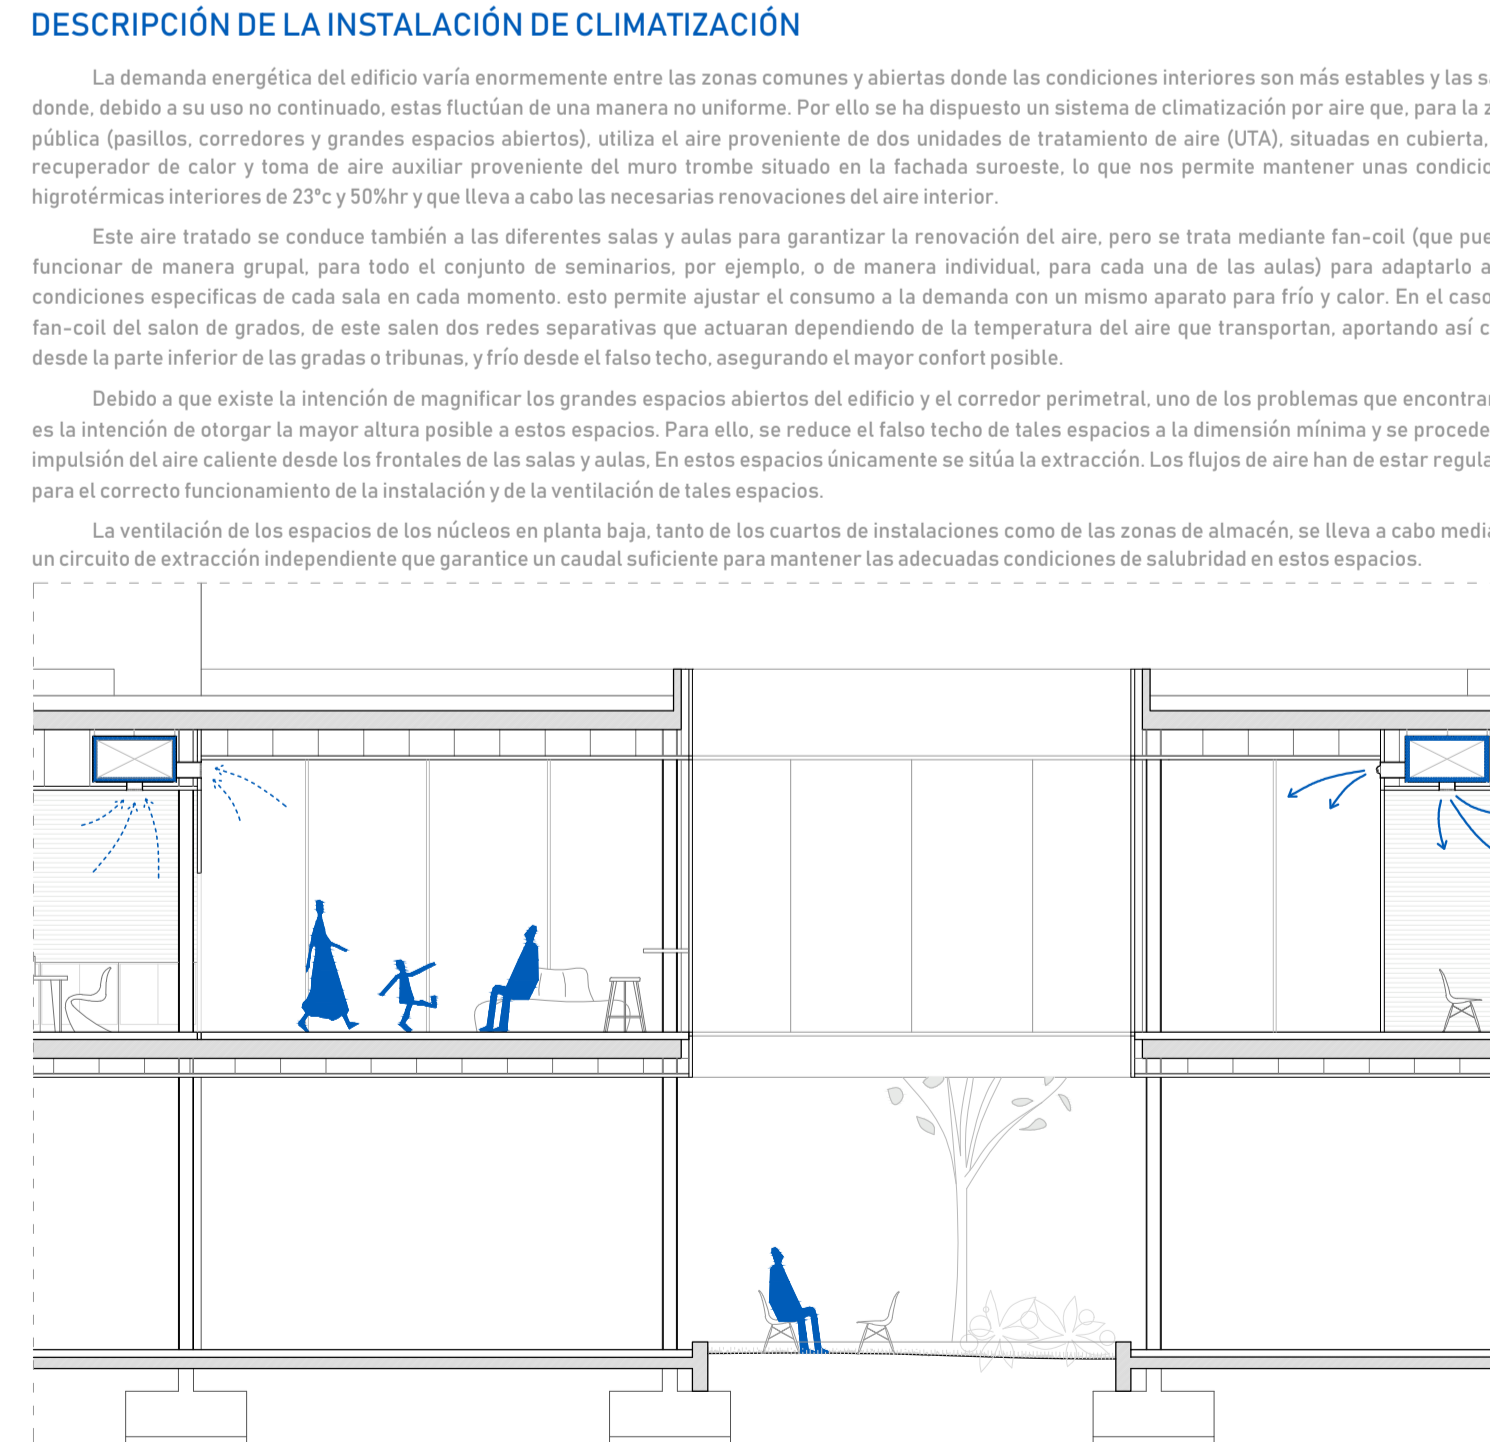 DESCRIPCIÓN DE LA INSTALACIÓN DE CLIMATIZACIÓN
La demanda energética del edificio varía enormemente entre las zonas comunes y abiertas donde las condiciones interiores son más estables y las
donde, debido a su uso no continuado, estas fluctúan de una manera no uniforme. Por ello se ha dispuesto un sistema de climatización por aire que, para la
pública (pasillos, corredores y grandes espacios abiertos), utiliza el aire proveniente de dos unidades de tratamiento de aire (UTA), situadas en cubierta,
recuperador de calor y toma de aire auxiliar proveniente del muro trombe situado en la fachada suroeste, lo que nos permite mantener unas condicio
higrotérmicas interiores de 23ºc y 50%hr y que lleva a cabo las necesarias renovaciones del aire interior.
Este aire tratado se conduce también a las diferentes salas y aulas para garantizar la renovación del aire, pero se trata mediante fan-coil (que pue
funcionar de manera grupal, para todo el conjunto de seminarios, por ejemplo, o de manera individual, para cada una de las aulas) para adaptarlo a
condiciones especificas de cada sala en cada momento. esto permite ajustar el consumo a la demanda con un mismo aparato para frío y calor. En el caso
fan-coil del salon de grados, de este salen dos redes separativas que actuaran dependiendo de la temperatura del aire que transportan, aportando así c
desde la parte inferior de las gradas o tribunas, y frío desde el falso techo, asegurando el mayor confort posible.
Debido a que existe la intención de magnificar los grandes espacios abiertos del edificio y el corredor perimetral, uno de los problemas que encontra
es la intención de otorgar la mayor altura posible a estos espacios. Para ello, se reduce el falso techo de tales espacios a la dimensión mínima y se procede
impulsión del aire caliente desde los frontales de las salas y aulas, En estos espacios únicamente se sitúa la extracción. Los flujos de aire han de estar regula
para el correcto funcionamiento de la instalación y de la ventilación de tales espacios.
La ventilación de los espacios de los núcleos en planta baja, tanto de los cuartos de instalaciones como de las zonas de almacén, se lleva a cabo media
un circuito de extracción independiente que garantice un caudal suficiente para mantener las adecuadas condiciones de salubridad en estos espacios.